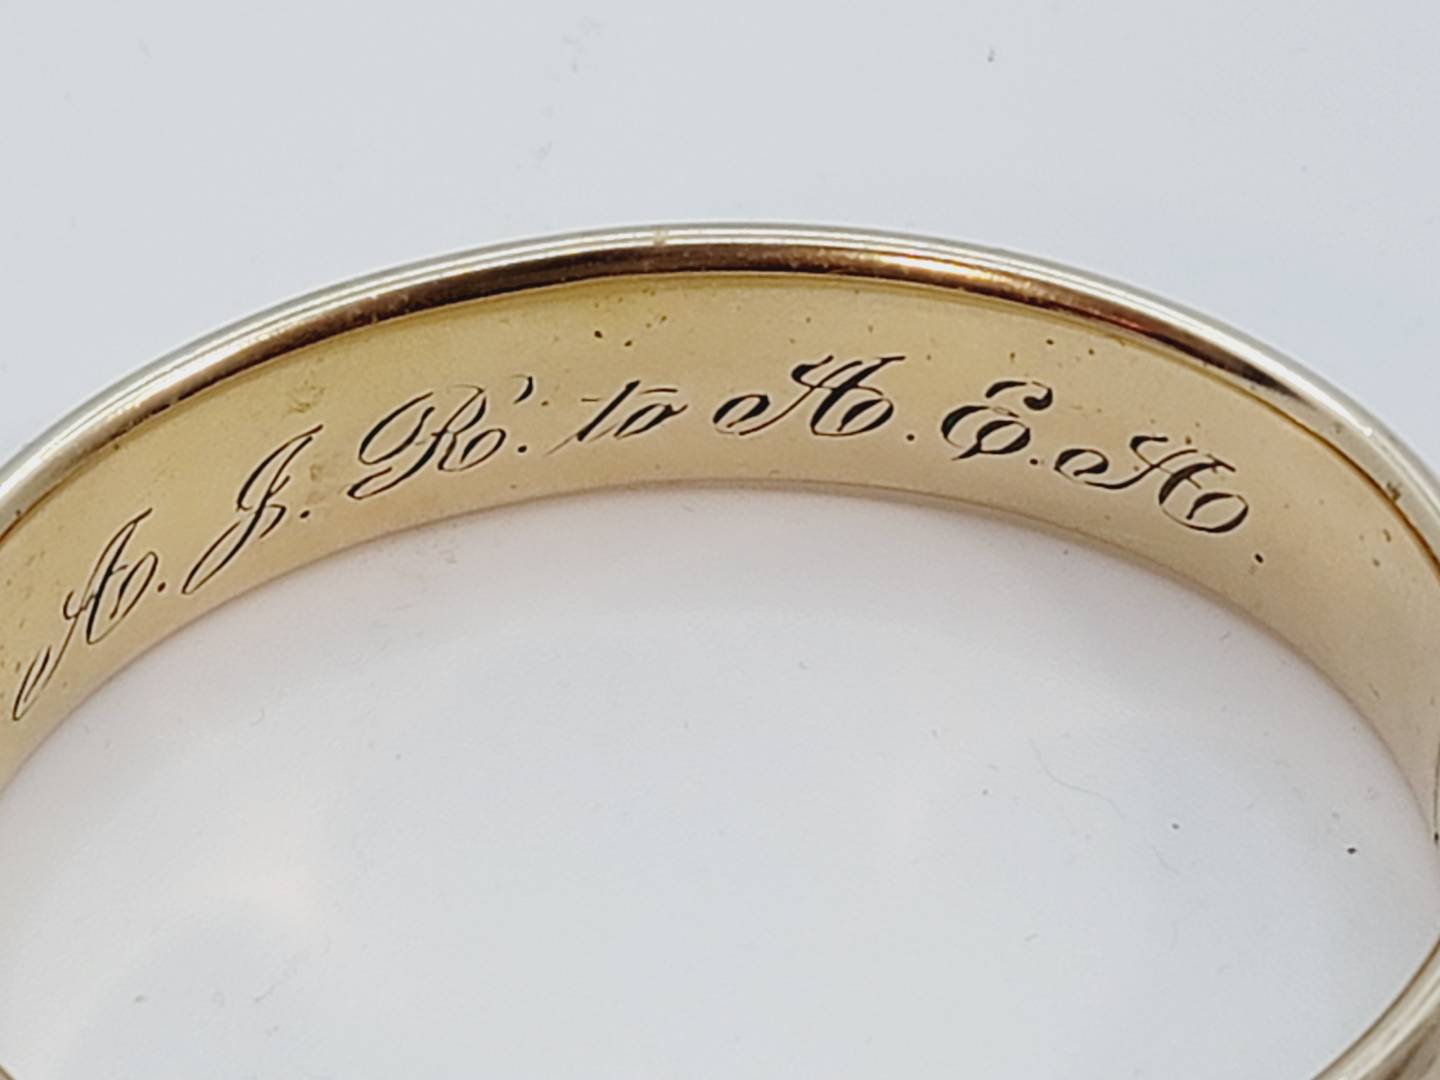 A. J. R. to A. E. H.